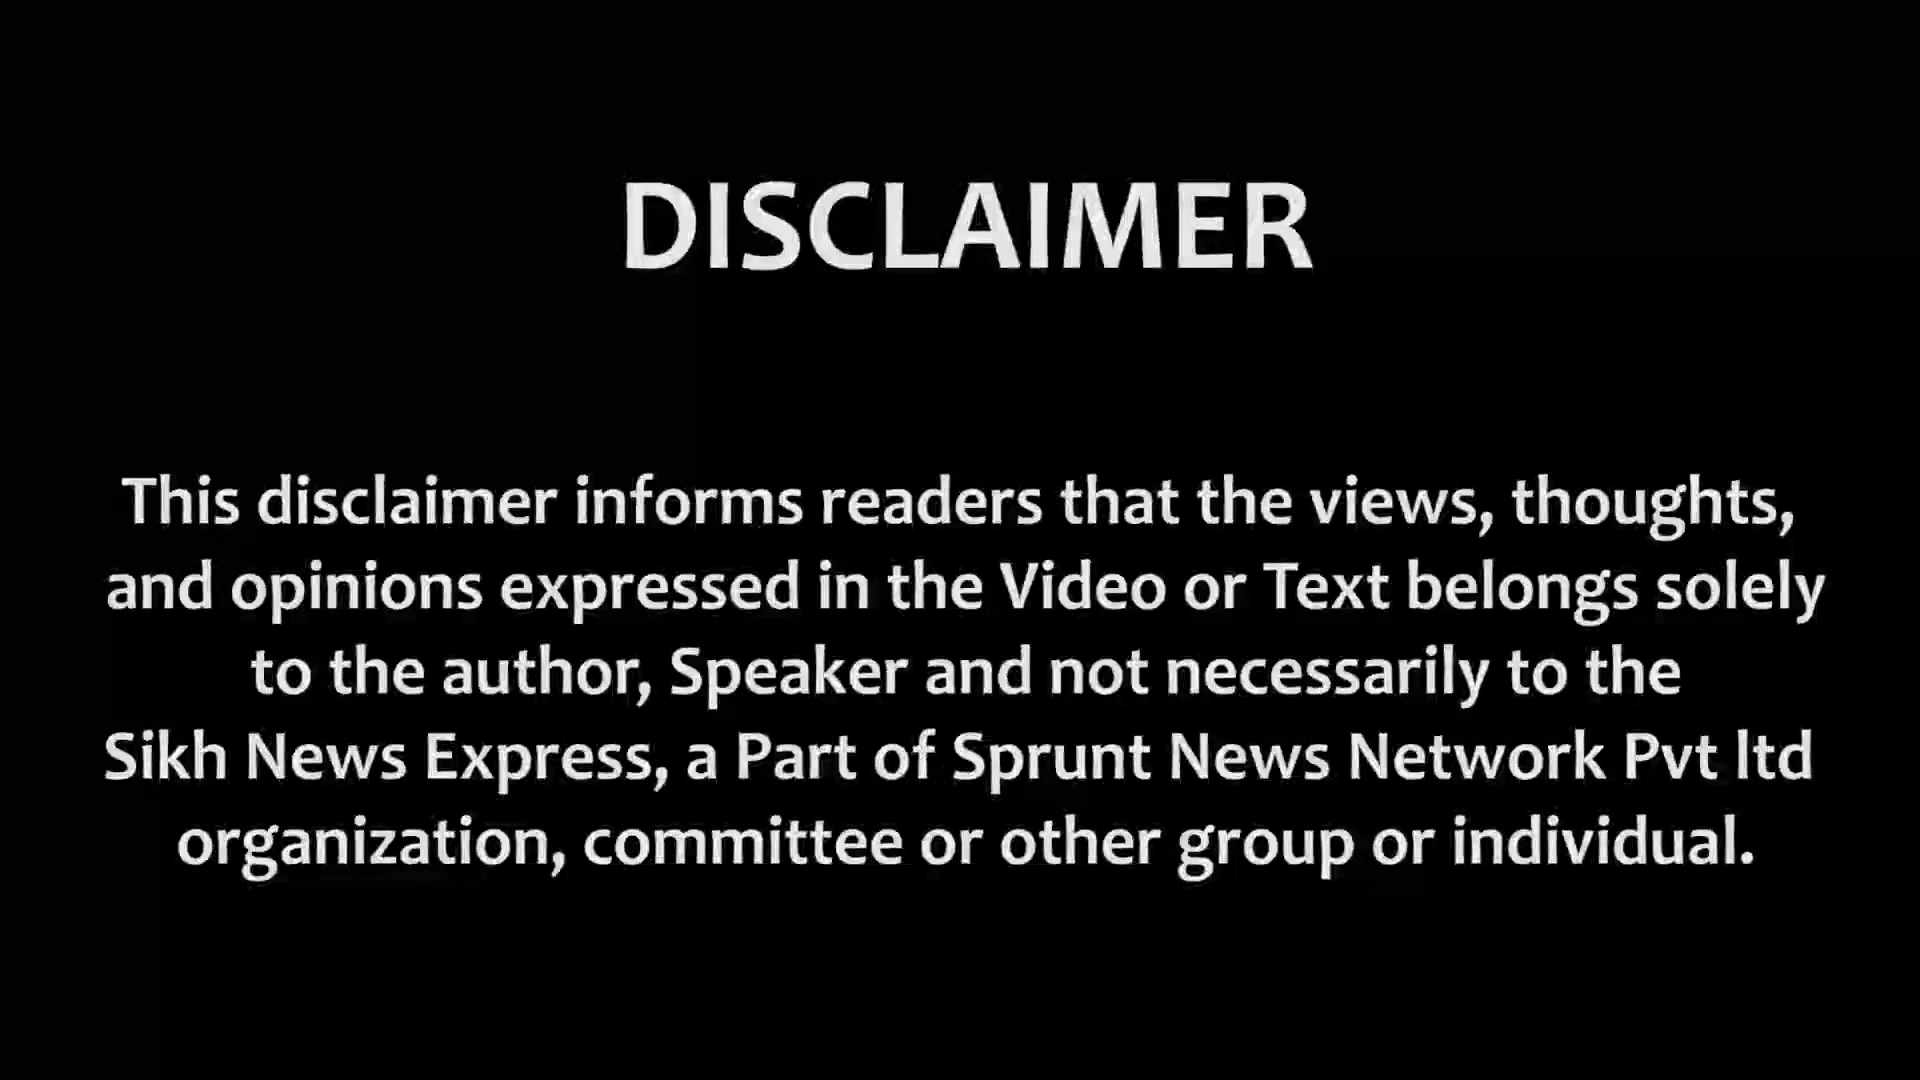 DISCLAIMER
This disclaimer informs readers that the views, thoughts,
and opinions expressed in the Video or Text belongs solely
to the author, Speaker and not necessarily to the
Sikh News Express, a Part of Sprunt News Network Pvt ltd
organization, committee or other group or individual.